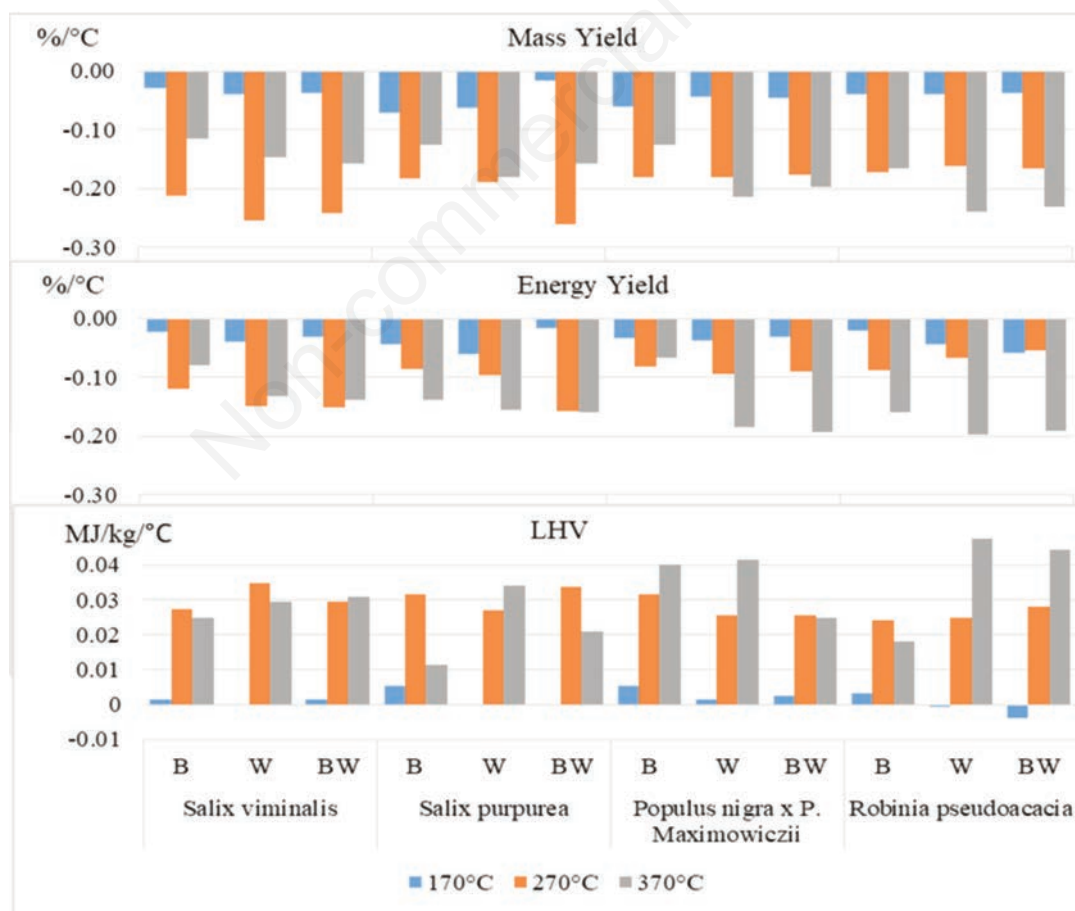 %/°C
Mass Yield
0.00
-0.10
-0.20
-0.30
%/°C
Energy Yield
0.00
-0.10
-0.20
-0.30
MJ/kg/°C
LHV
0.04
0.03
0.02
0.01
0
-0.01
B W BW B W BW B W BW B W BW
Salix viminalis Salix purpurea Populus nigra x P. Maximowiczii Robinia pseudoacacia
170°C 270°C 370°C
Non-commercial